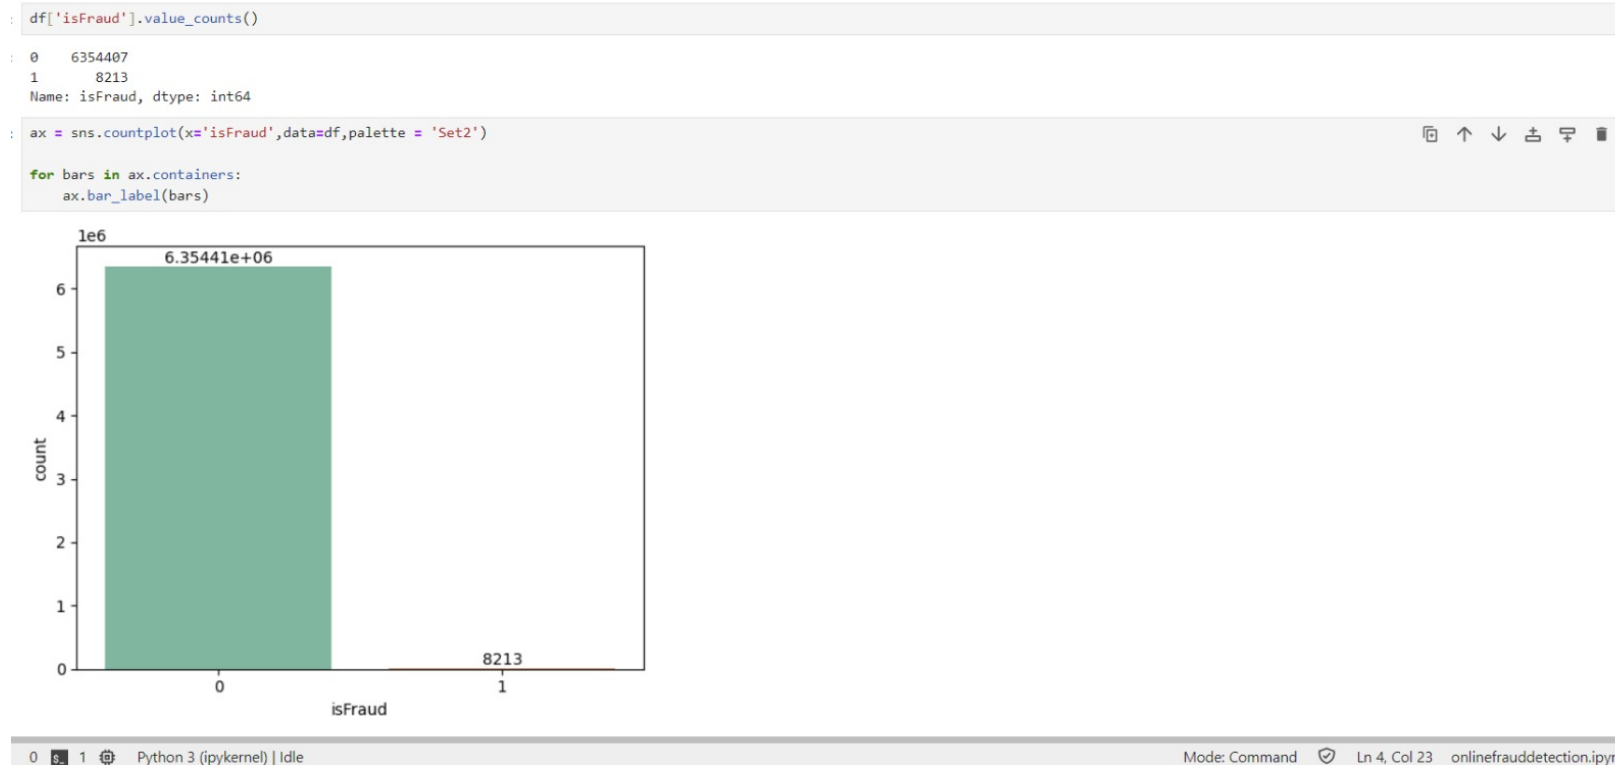 df['isFraud'].value_counts()
0 6354407
1 8213
Name: isFraud, dtype: int64
ax = sns.countplot(x='isFraud',data=df,palette = 'Set2')
for bars in ax.containers:
ax.bar_label(bars)
1e6
6.35441e+06
6
5
4
3
2
1
0
count
8213
0 1
isFraud
0 $_ 1 Python 3 (ipykernel) | Idle Mode: Command Ln 4, Col 23 onlinefrauddetection.ipyn